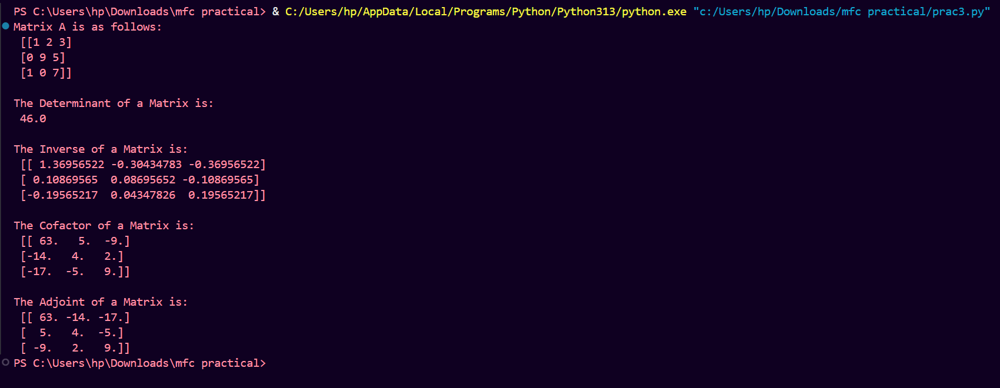 PS C:\Users\hp\Downloads\mfc practical> & C:/Users/hp/AppData/Local/Programs/Python/Python313/python.exe "c:/Users/hp/Downloads/mfc practical/prac3.py"
Matrix A is as follows:
[[1 2 3]
[0 9 5]
[1 0 7]]
The Determinant of a Matrix is:
46.0
The Inverse of a Matrix is:
[[ 1.36956522 -0.30434783 -0.36956522]
[ 0.10869565  0.08695652 -0.10869565]
[-0.19565217  0.04347826  0.19565217]]
The Cofactor of a Matrix is:
[[ 63.   5.  -9.]
[-14.   4.   2.]
[-17.  -5.   9.]]
The Adjoint of a Matrix is:
[[ 63. -14. -17.]
[  5.   4.  -5.]
[ -9.   2.   9.]]
PS C:\Users\hp\Downloads\mfc practical>